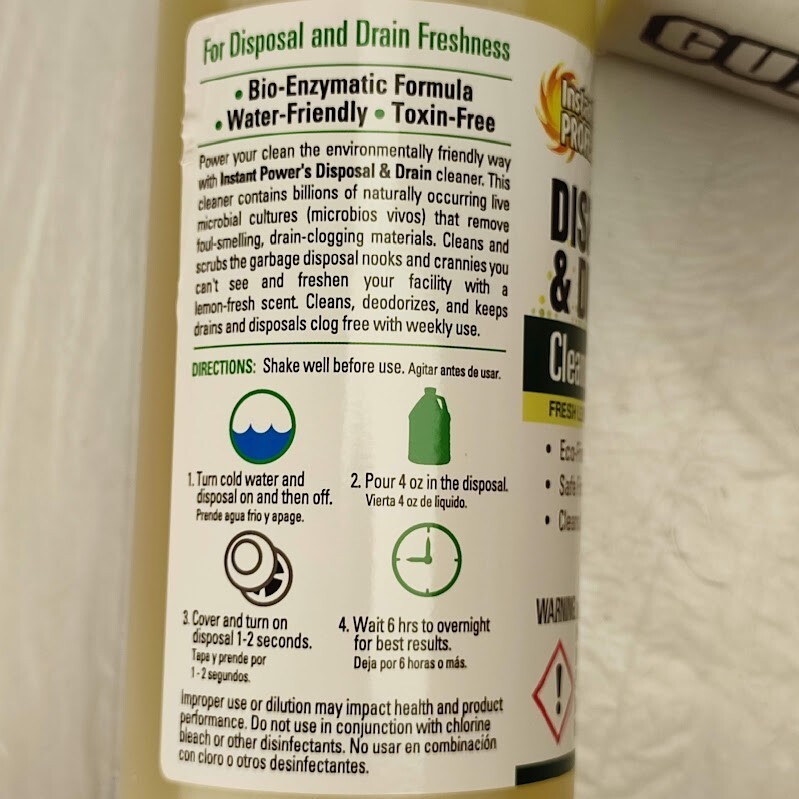 For Disposal and Drain Freshness
• Bio-Enzymatic Formula
• Water-Friendly • Toxin-Free
Power your clean the environmentally friendly way
with Instant Power's Disposal & Drain cleaner. This
cleaner contains billions of naturally occurring live
microbial cultures (microbios vivos) that remove
foul-smelling, drain-clogging materials. Cleans and
scrubs the garbage disposal nooks and crannies you
can't see and freshen your facility with a
lemon-fresh scent. Cleans, deodorizes, and keeps
drains and disposals clog free with weekly use.
DIRECTIONS: Shake well before use. Agitar antes de usar.
1. Turn cold water and
disposal on and then off.
Prende agua frio y apage.
2. Pour 4 oz in the disposal.
Vierta 4 oz de liquido.
3. Cover and turn on
disposal 1-2 seconds.
Tapa y prende por
1-2 segundos.
4. Wait 6 hrs to overnight
for best results.
Deja por 6 horas o más.
Improper use or dilution may impact health and product
performance. Do not use in conjunction with chlorine
bleach or other disinfectants. No usar en combinación
con cloro o otros desinfectantes.
&
FRESH
WARNING